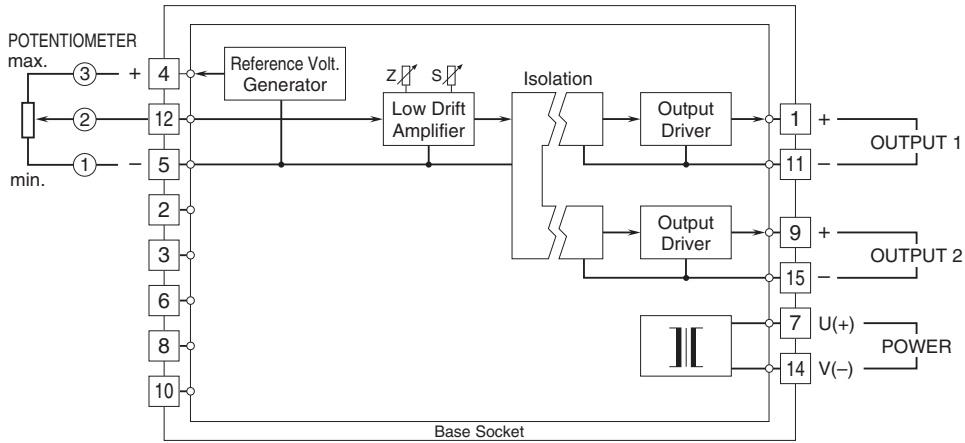 POTENTIOMETER
max.
3 + 4
2 12
1 − 5
min.
2
3
6
8
10
Reference Volt.
Generator
Z S
Low Drift
Amplifier
Isolation
Output
Driver
1 +
OUTPUT 1
11 −
Output
Driver
9 +
OUTPUT 2
15 −
7 U(+)
POWER
14 V(−)
Base Socket